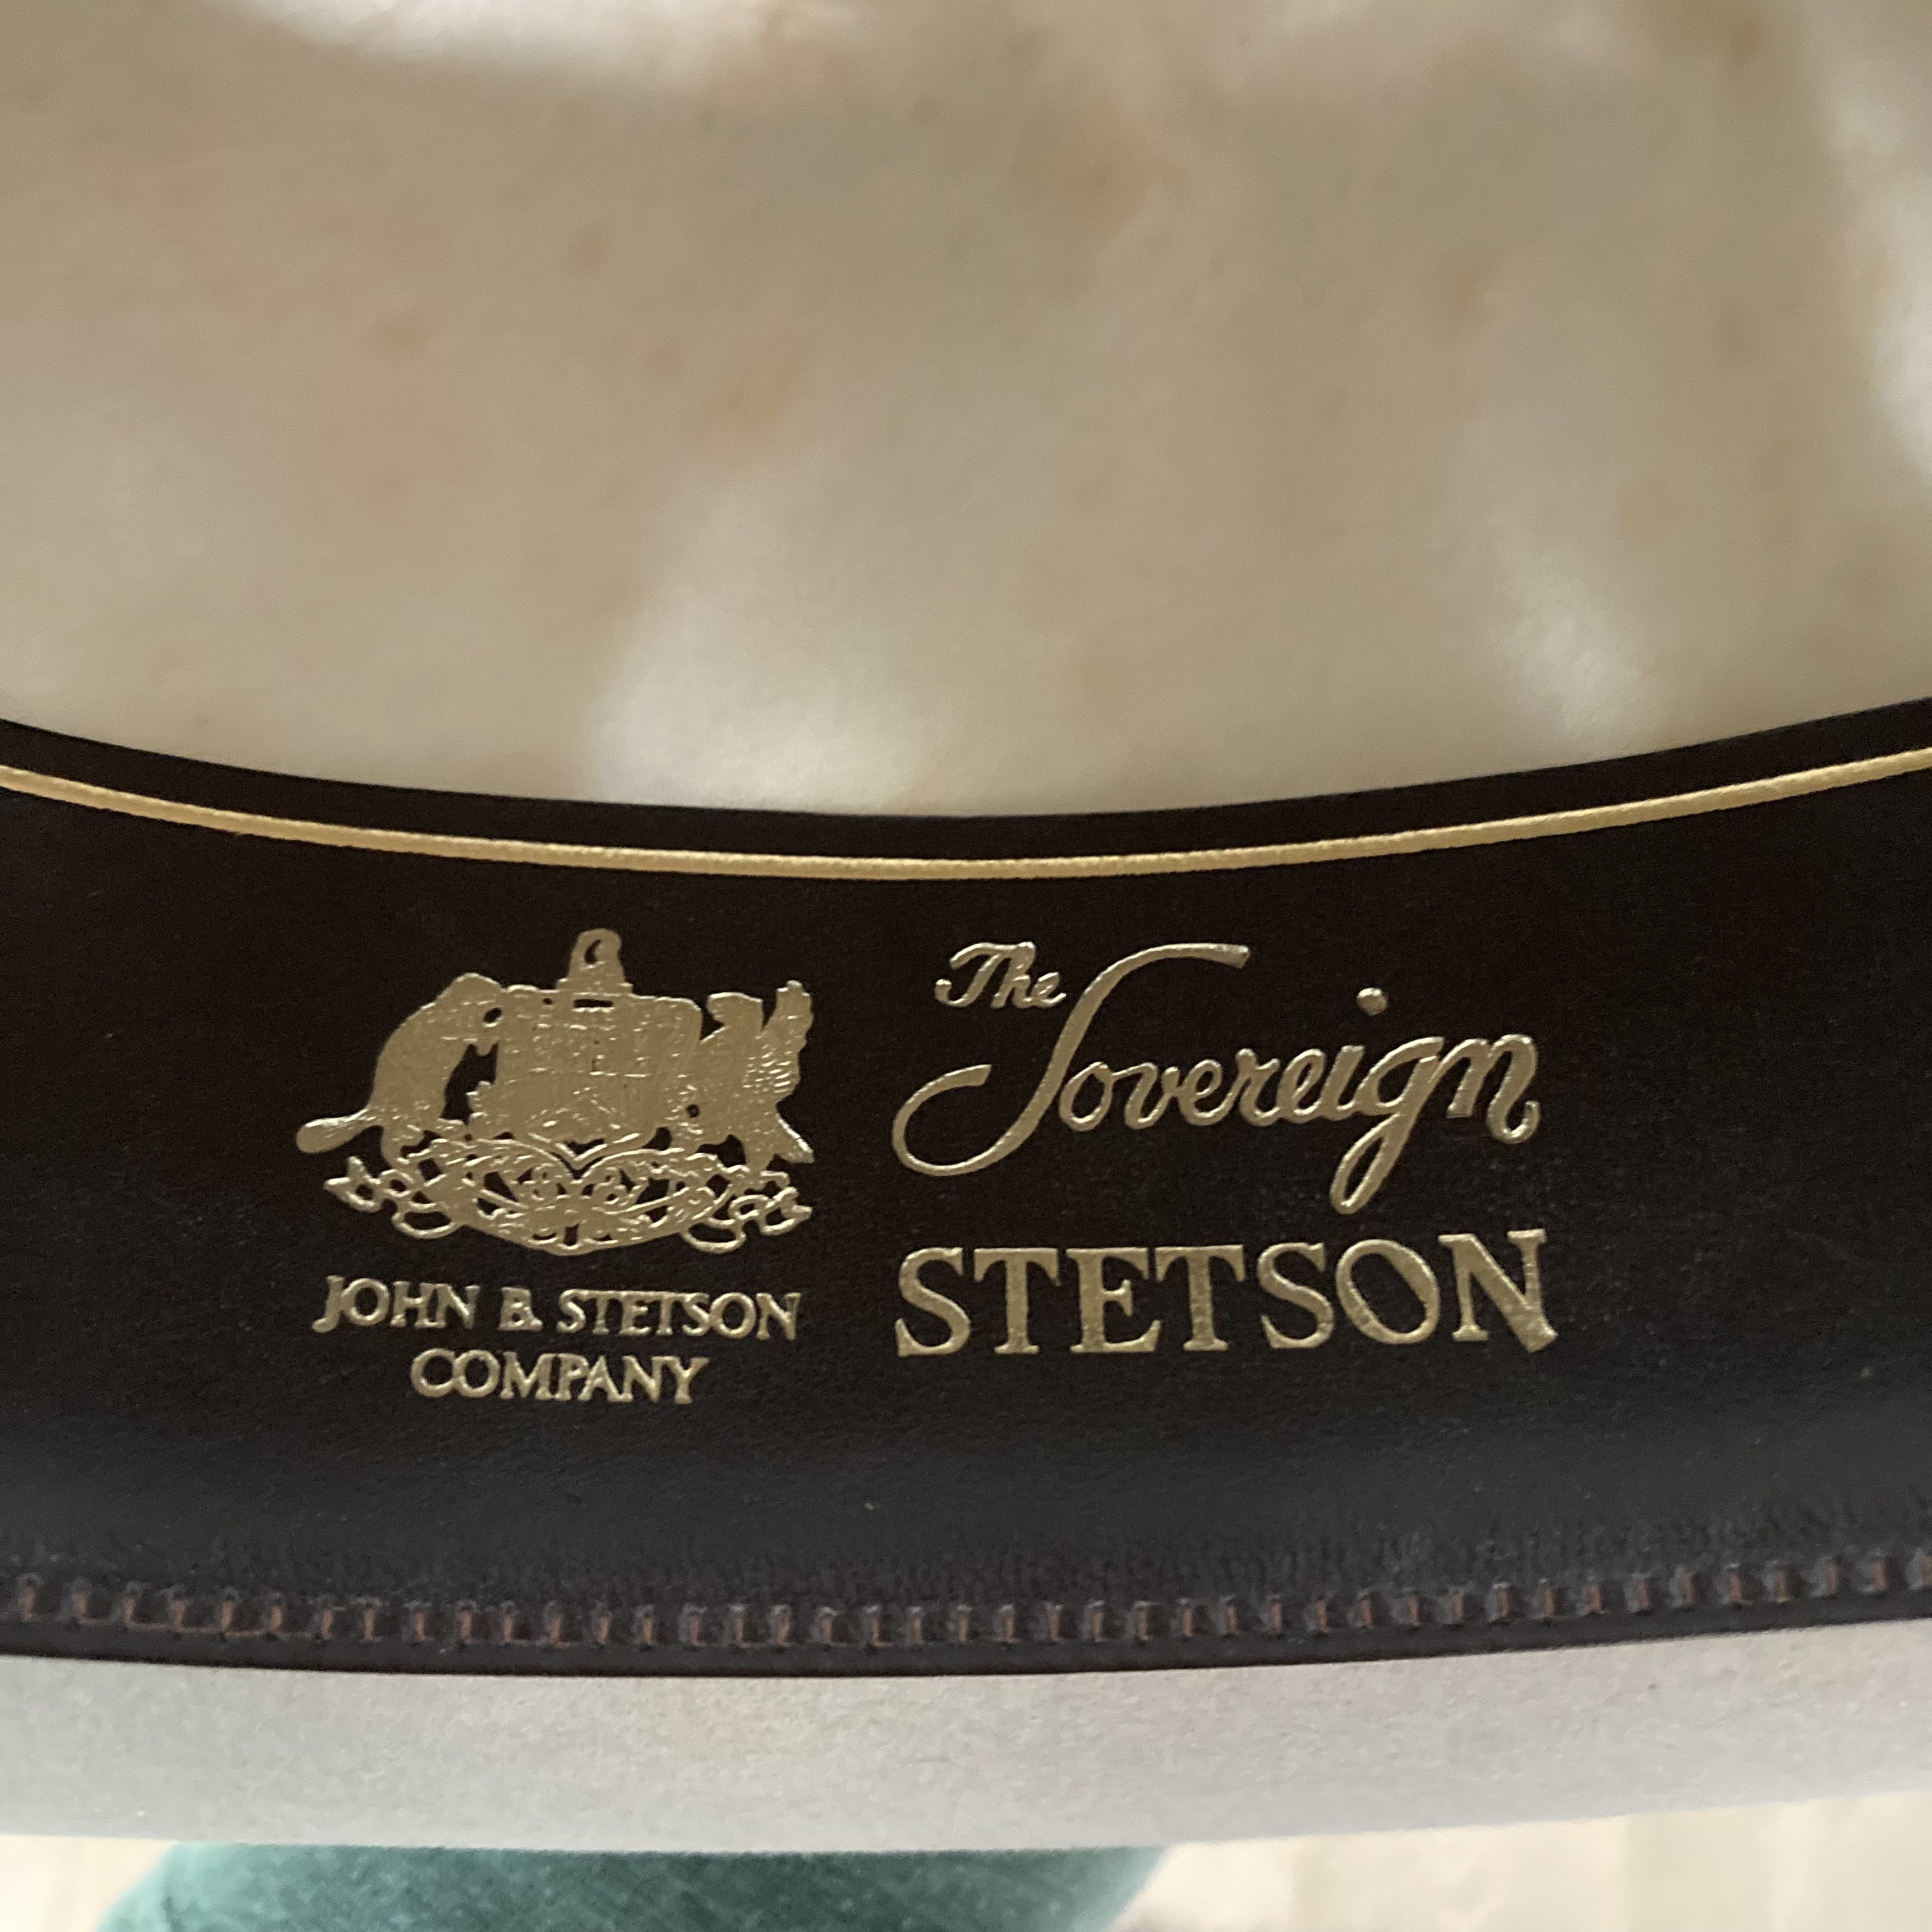 The Sovereign
STETSON
JOHN B. STETSON
COMPANY